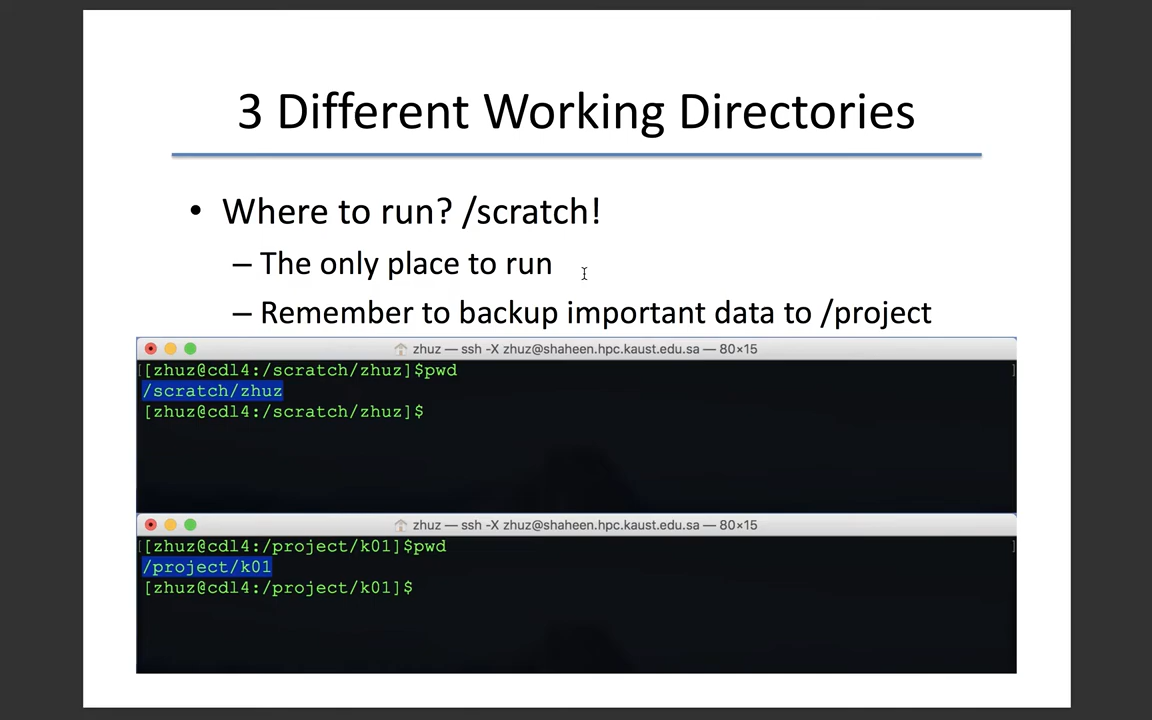 3 Different Working Directories
• Where to run? /scratch!
– The only place to run
– Remember to backup important data to /project
zhuz — ssh -X zhuz@shaheen.hpc.kaust.edu.sa — 80×15
[[zhuz@cdl4:/scratch/zhuz]$pwd ]
/scratch/zhuz
[zhuz@cdl4:/scratch/zhuz]$
zhuz — ssh -X zhuz@shaheen.hpc.kaust.edu.sa — 80×15
[[zhuz@cdl4:/project/k01]$pwd ]
/project/k01
[zhuz@cdl4:/project/k01]$